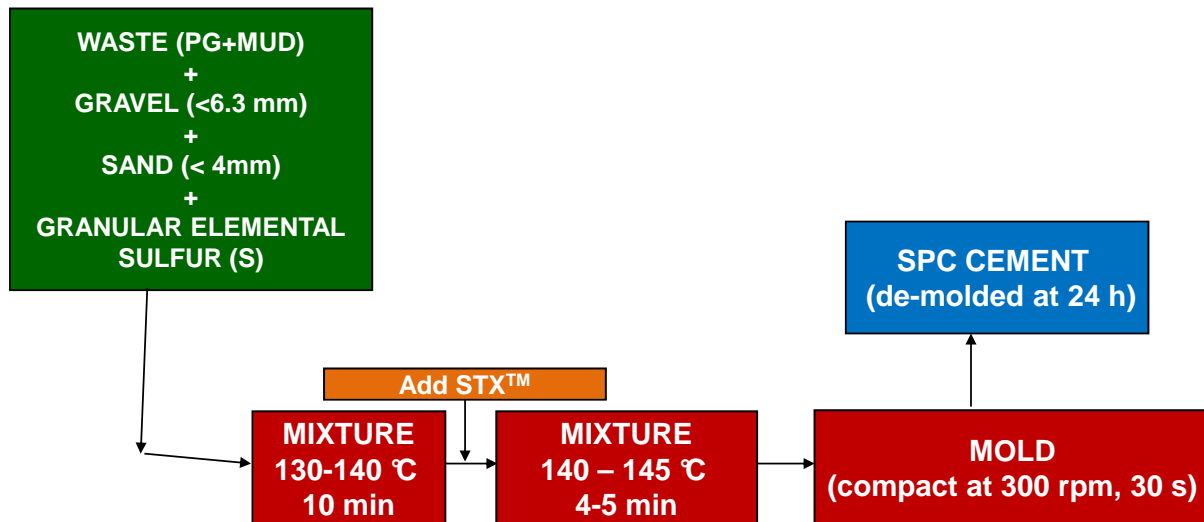 WASTE (PG+MUD)
+
GRAVEL (<6.3 mm)
+
SAND (< 4mm)
+
GRANULAR ELEMENTAL
SULFUR (S)
SPC CEMENT
(de-molded at 24 h)
Add STX™
MIXTURE
130-140 ℃
10 min
MIXTURE
140 – 145 ℃
4-5 min
MOLD
(compact at 300 rpm, 30 s)